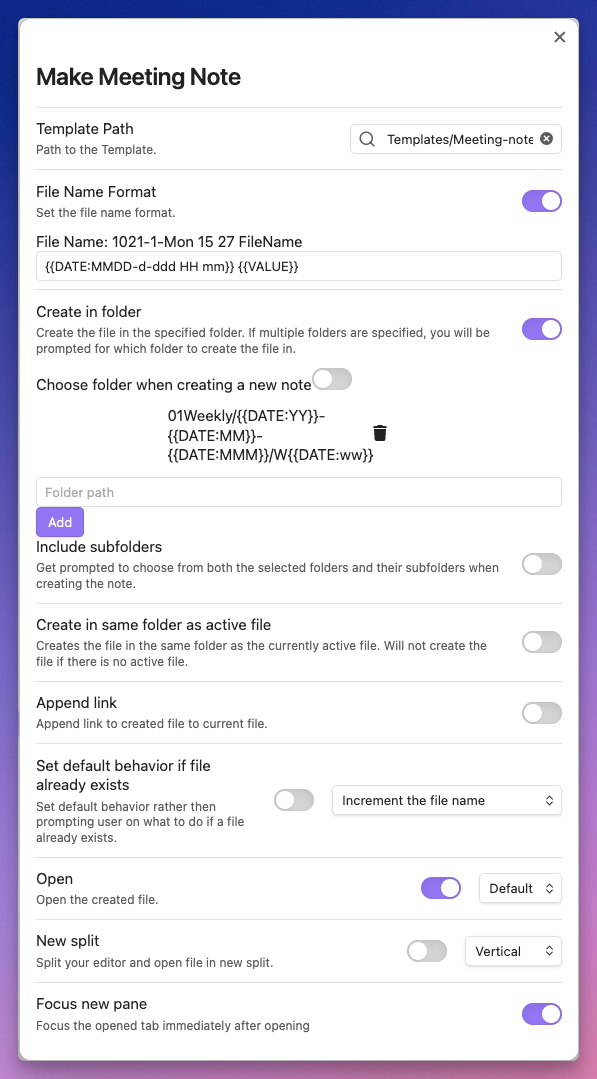 Make Meeting Note
Template Path
Path to the Template.
Templates/Meeting-note
File Name Format
Set the file name format.
File Name: 1021-1-Mon 15 27 FileName
{{DATE:MMDD-d-ddd HH mm}} {{VALUE}}
Create in folder
Create the file in the specified folder. If multiple folders are specified, you will be
prompted for which folder to create the file in.
Choose folder when creating a new note
01Weekly/{{DATE:YY}}-
{{DATE:MM}}-
{{DATE:MMM}}/W{{DATE:ww}}
Folder path
Add
Include subfolders
Get prompted to choose from both the selected folders and their subfolders when
creating the note.
Create in same folder as active file
Creates the file in the same folder as the currently active file. Will not create the
file if there is no active file.
Append link
Append link to created file to current file.
Set default behavior if file
already exists
Set default behavior rather then
prompting user on what to do if a file
already exists.
Increment the file name
Open
Open the created file.
Default
New split
Split your editor and open file in new split.
Vertical
Focus new pane
Focus the opened tab immediately after opening